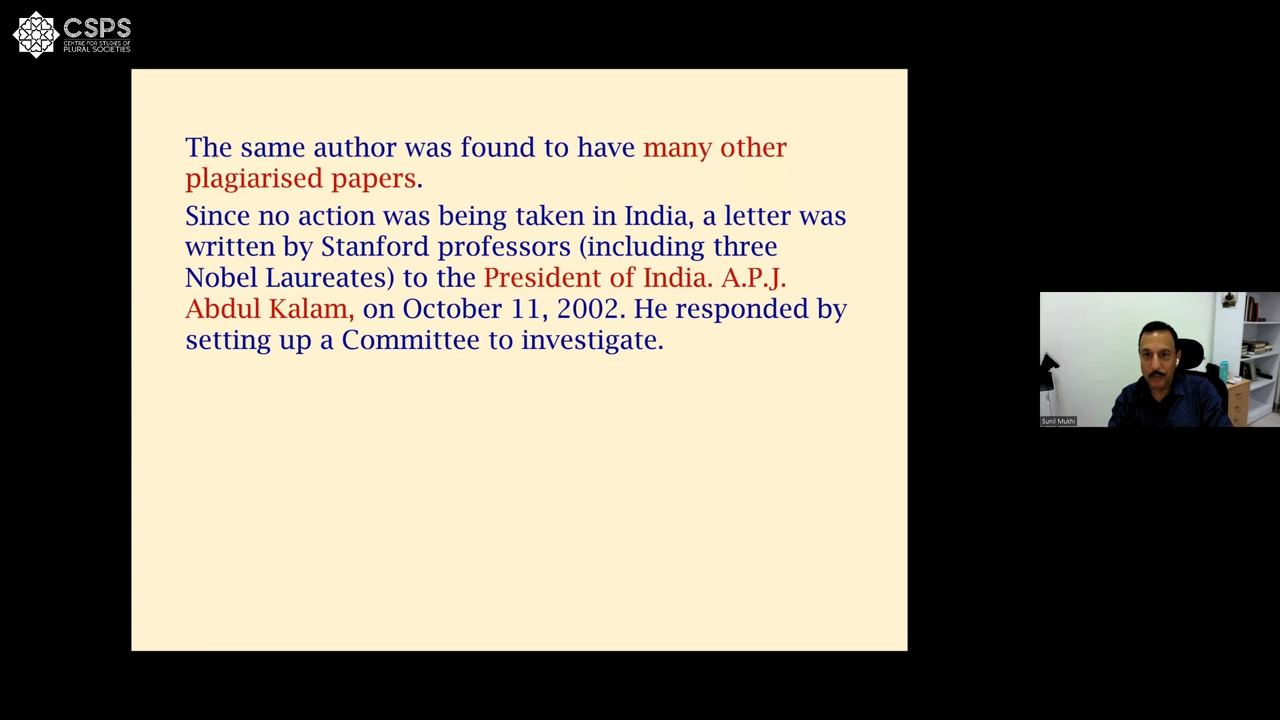 CSPS
CENTRE FOR STUDIES OF
PLURAL SOCIETIES
The same author was found to have many other
plagiarised papers.
Since no action was being taken in India, a letter was
written by Stanford professors (including three
Nobel Laureates) to the President of India. A.P.J.
Abdul Kalam, on October 11, 2002. He responded by
setting up a Committee to investigate.
Sunil Mukhi